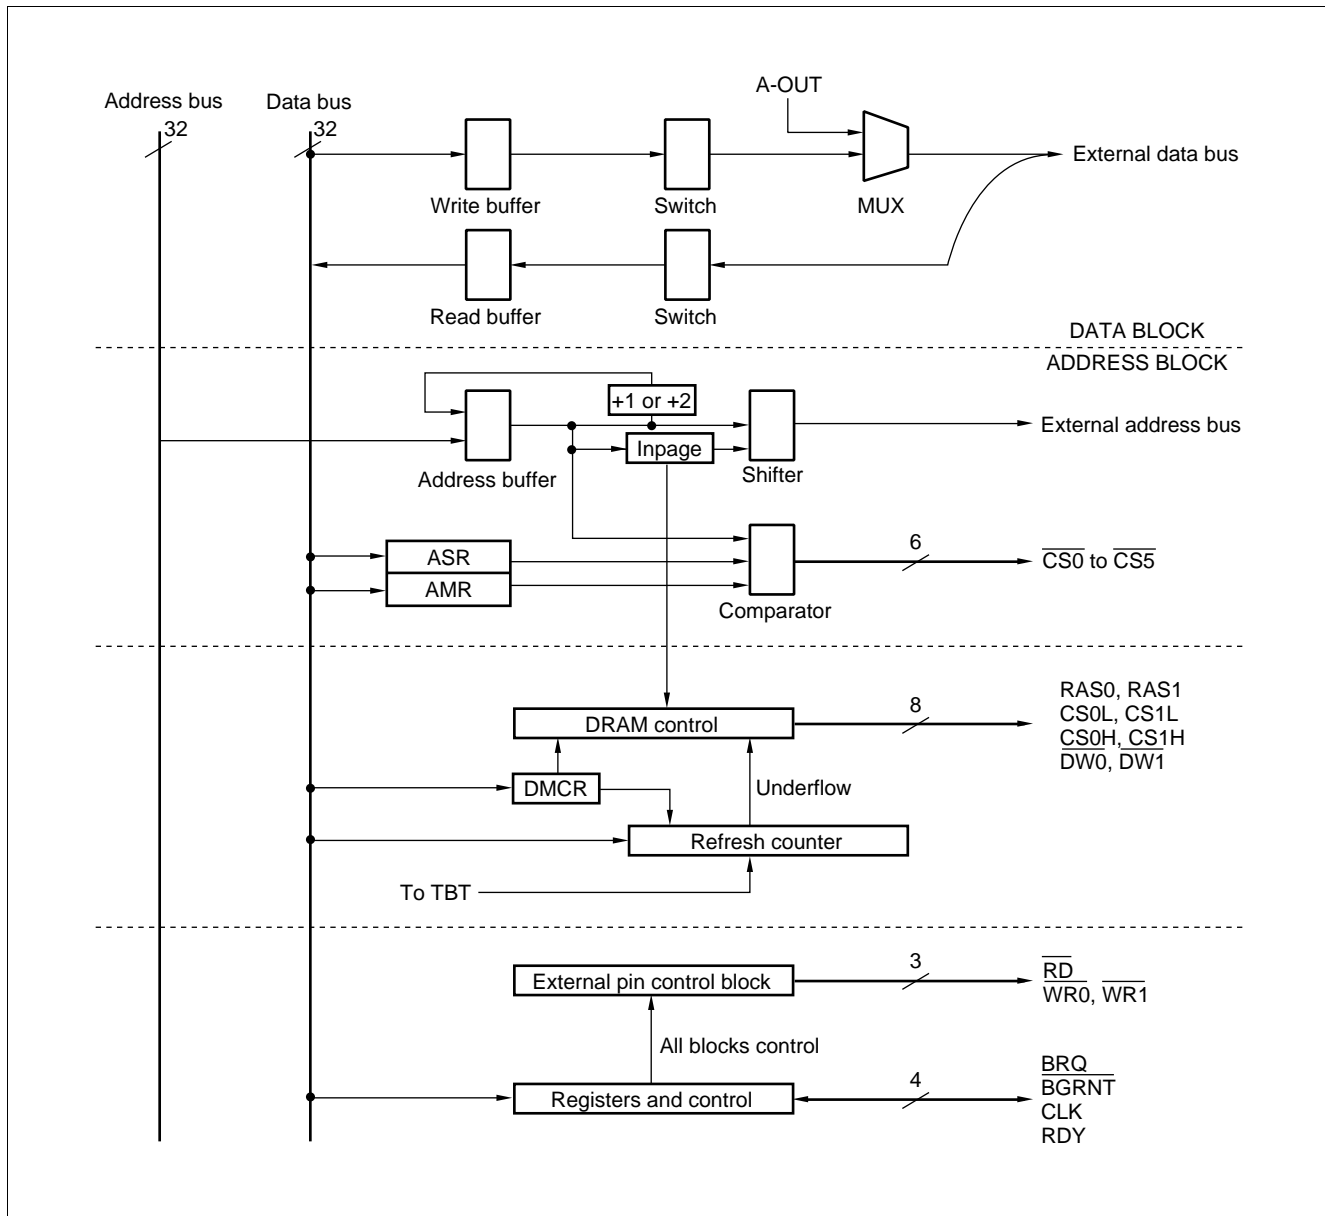 A-OUT
Address bus
Data bus
32
32
External data bus
Write buffer
Switch
MUX
Read buffer
Switch
DATA BLOCK
ADDRESS BLOCK
+1 or +2
External address bus
Inpage
Address buffer
Shifter
6
ASR
CS0 to CS5
AMR
Comparator
RAS0, RAS1
8
CS0L, CS1L
DRAM control
CS0H, CS1H
DW0, DW1
DMCR
Underflow
Refresh counter
To TBT
3
RD
External pin control block
WR0, WR1
All blocks control
BRQ
4
BGRNT
Registers and control
CLK
RDY